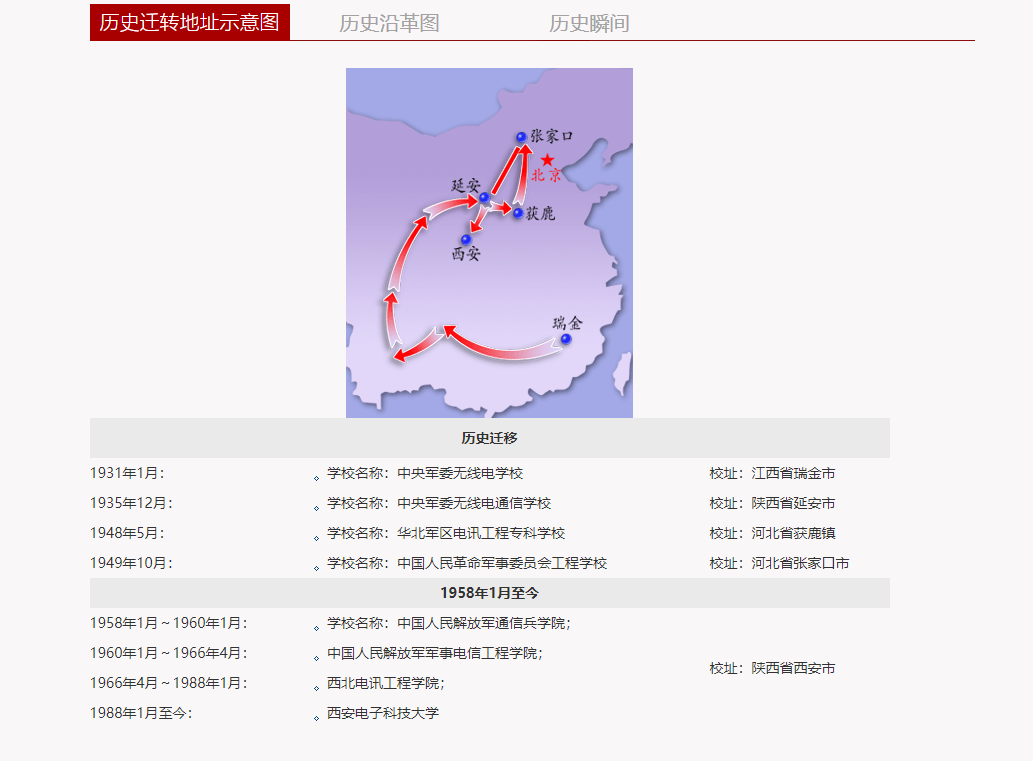 历史迁转地址示意图 历史沿革图 历史瞬间
张家口
北京
延安
获鹿
西安
瑞金
历史迁移
1931年1月: 学校名称: 中央军委无线电学校 校址: 江西省瑞金市
1935年12月: 学校名称: 中央军委无线电通信学校 校址: 陕西省延安市
1948年5月: 学校名称: 华北军区电讯工程专科学校 校址: 河北省获鹿镇
1949年10月: 学校名称: 中国人民革命军事委员会工程学校 校址: 河北省张家口市
1958年1月至今
1958年1月~1960年1月: 学校名称: 中国人民解放军通信兵学院;
1960年1月~1966年4月: 中国人民解放军军事电信工程学院;
校址: 陕西省西安市
1966年4月~1988年1月: 西北电讯工程学院;
1988年1月至今: 西安电子科技大学